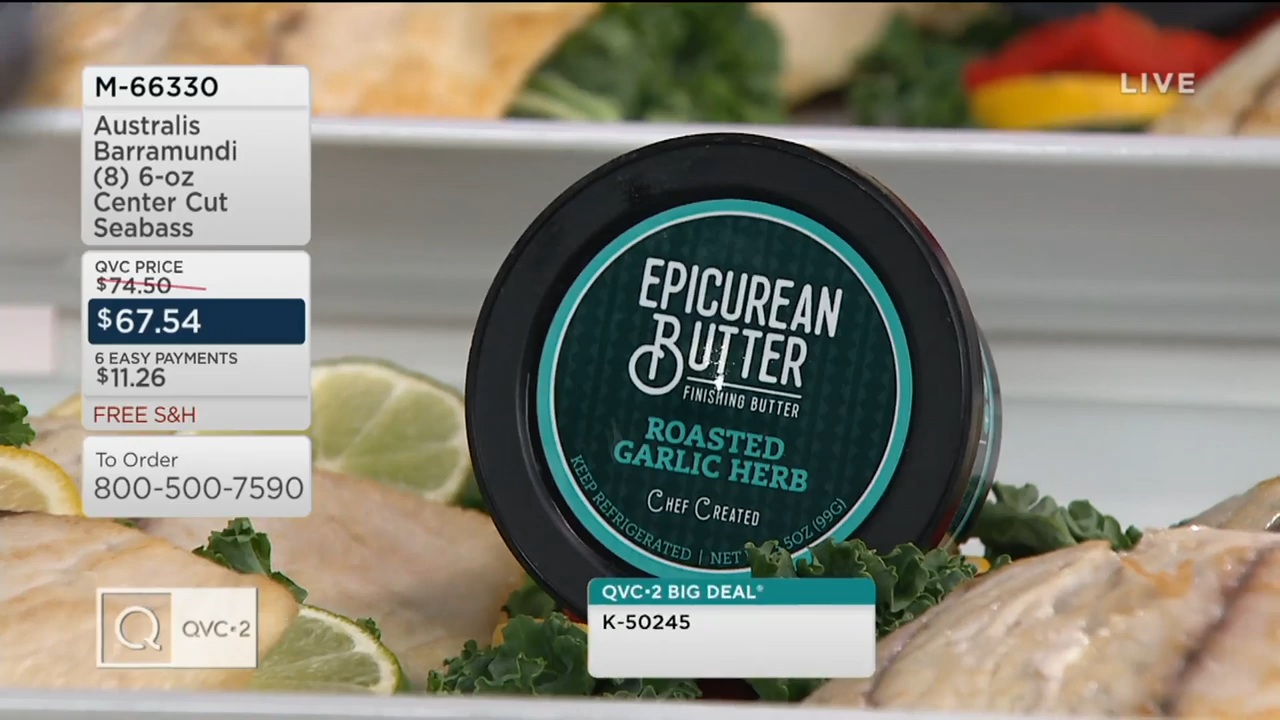 M-66330
Australis
Barramundi
(8) 6-oz
Center Cut
Seabass
QVC PRICE
$74.50
$67.54
6 EASY PAYMENTS
$11.26
FREE S&H
To Order
800-500-7590
Q QVC•2
LIVE
EPICUREAN
BUTTER
FINISHING BUTTER
ROASTED
GARLIC HERB
CHEF CREATED
KEEP REFRIGERATED | NET 5OZ (99G)
QVC•2 BIG DEAL®
K-50245